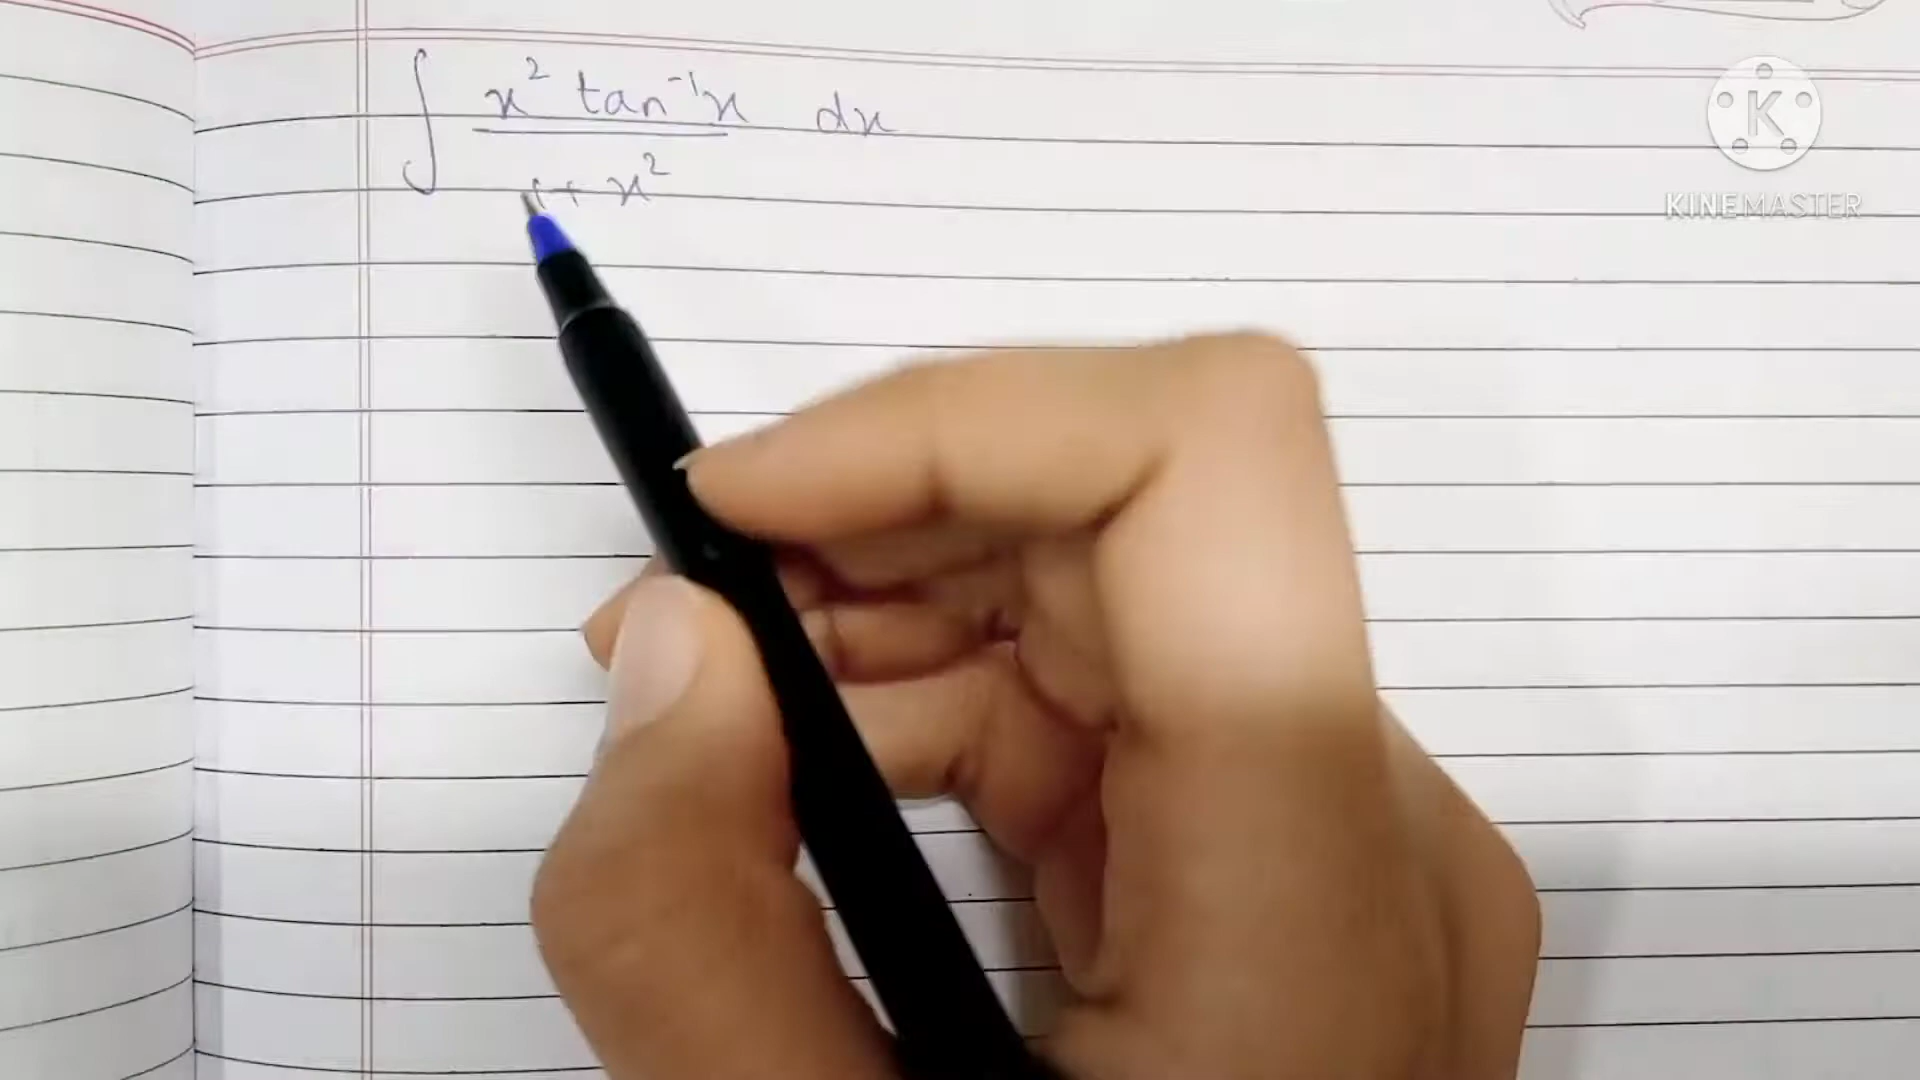 ∫ x² tan⁻¹x dx
1 + x²
K
KINEMASTER